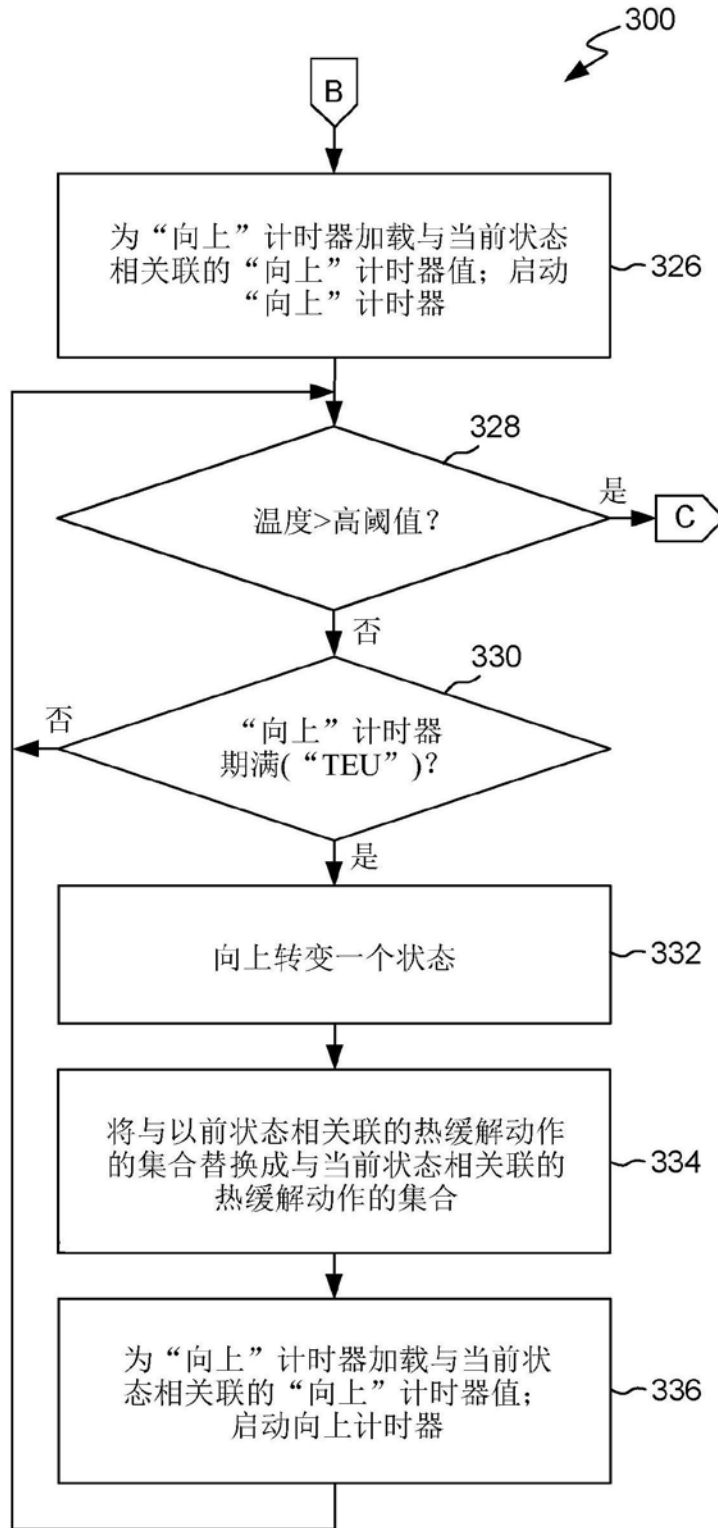 300
B
为“向上”计时器加载与当前状态
相关联的“向上”计时器值；启动
“向上”计时器
326
328
温度>高阈值？
是
C
否
330
否
“向上”计时器
期满(“TEU”)？
是
向上转变一个状态
332
将与以前状态相关联的热缓解动作
的集合替换成与当前状态相关联的
热缓解动作的集合
334
为“向上”计时器加载与当前状
态相关联的“向上”计时器值；
启动向上计时器
336